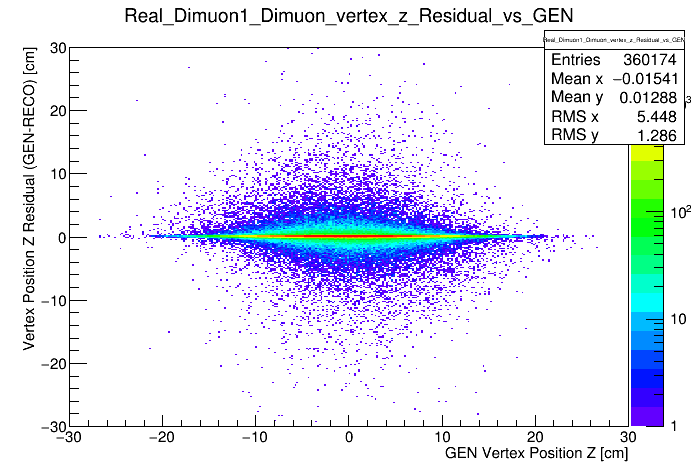 Real_Dimuon1_Dimuon_vertex_z_Residual_vs_GEN
Real_Dimuon1_Dimuon_vertex_z_Residual_vs_GEN
Entries 360174
Mean x −0.01541
Mean y 0.01288
RMS x 5.448
RMS y 1.286
Vertex Position Z Residual (GEN-RECO) [cm]
30
20
10
0
−10
−20
−30
−30 −20 −10 0 10 20 30
GEN Vertex Position Z [cm]
3
10²
10
1